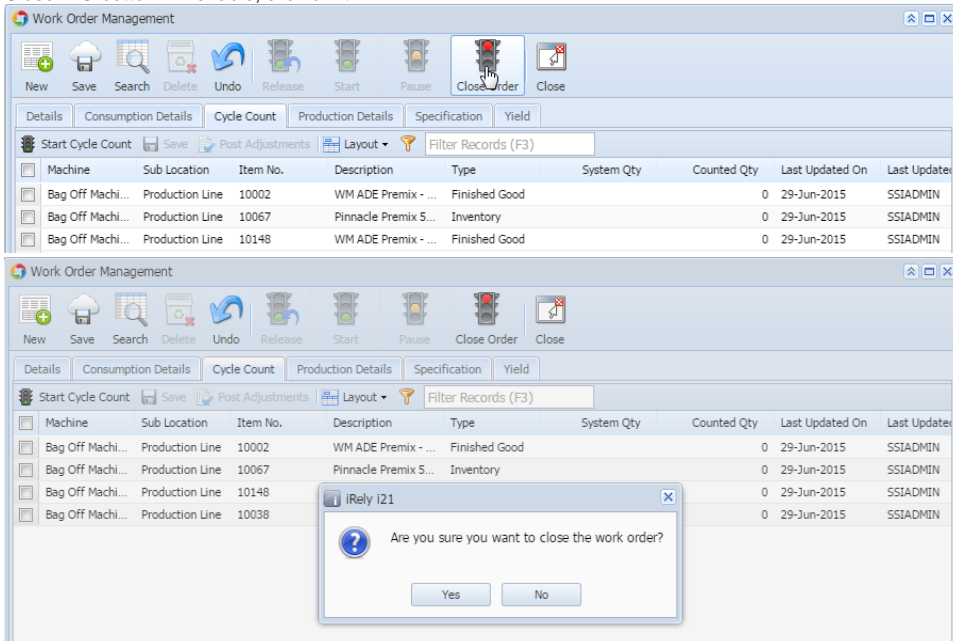 Work Order Management
New Save Search Delete Undo Release Start Pause Close Order Close
Details Consumption Details Cycle Count Production Details Specification Yield
Start Cycle Count Save Post Adjustments Layout Filter Records (F3)
Machine Sub Location Item No. Description Type System Qty Counted Qty Last Updated On Last Updated
Bag Off Machi... Production Line 10002 WM ADE Premix - ... Finished Good 0 29-Jun-2015 SSIADMIN
Bag Off Machi... Production Line 10067 Pinnacle Premix 5... Inventory 0 29-Jun-2015 SSIADMIN
Bag Off Machi... Production Line 10148 WM ADE Premix - ... Finished Good 0 29-Jun-2015 SSIADMIN
Work Order Management
New Save Search Delete Undo Release Start Pause Close Order Close
Details Consumption Details Cycle Count Production Details Specification Yield
Start Cycle Count Save Post Adjustments Layout Filter Records (F3)
Machine Sub Location Item No. Description Type System Qty Counted Qty Last Updated On Last Updated
Bag Off Machi... Production Line 10002 WM ADE Premix - ... Finished Good 0 29-Jun-2015 SSIADMIN
Bag Off Machi... Production Line 10067 Pinnacle Premix 5... Inventory 0 29-Jun-2015 SSIADMIN
Bag Off Machi... Production Line 10148 0 29-Jun-2015 SSIADMIN
Bag Off Machi... Production Line 10038 0 29-Jun-2015 SSIADMIN
iRely i21
Are you sure you want to close the work order?
Yes No